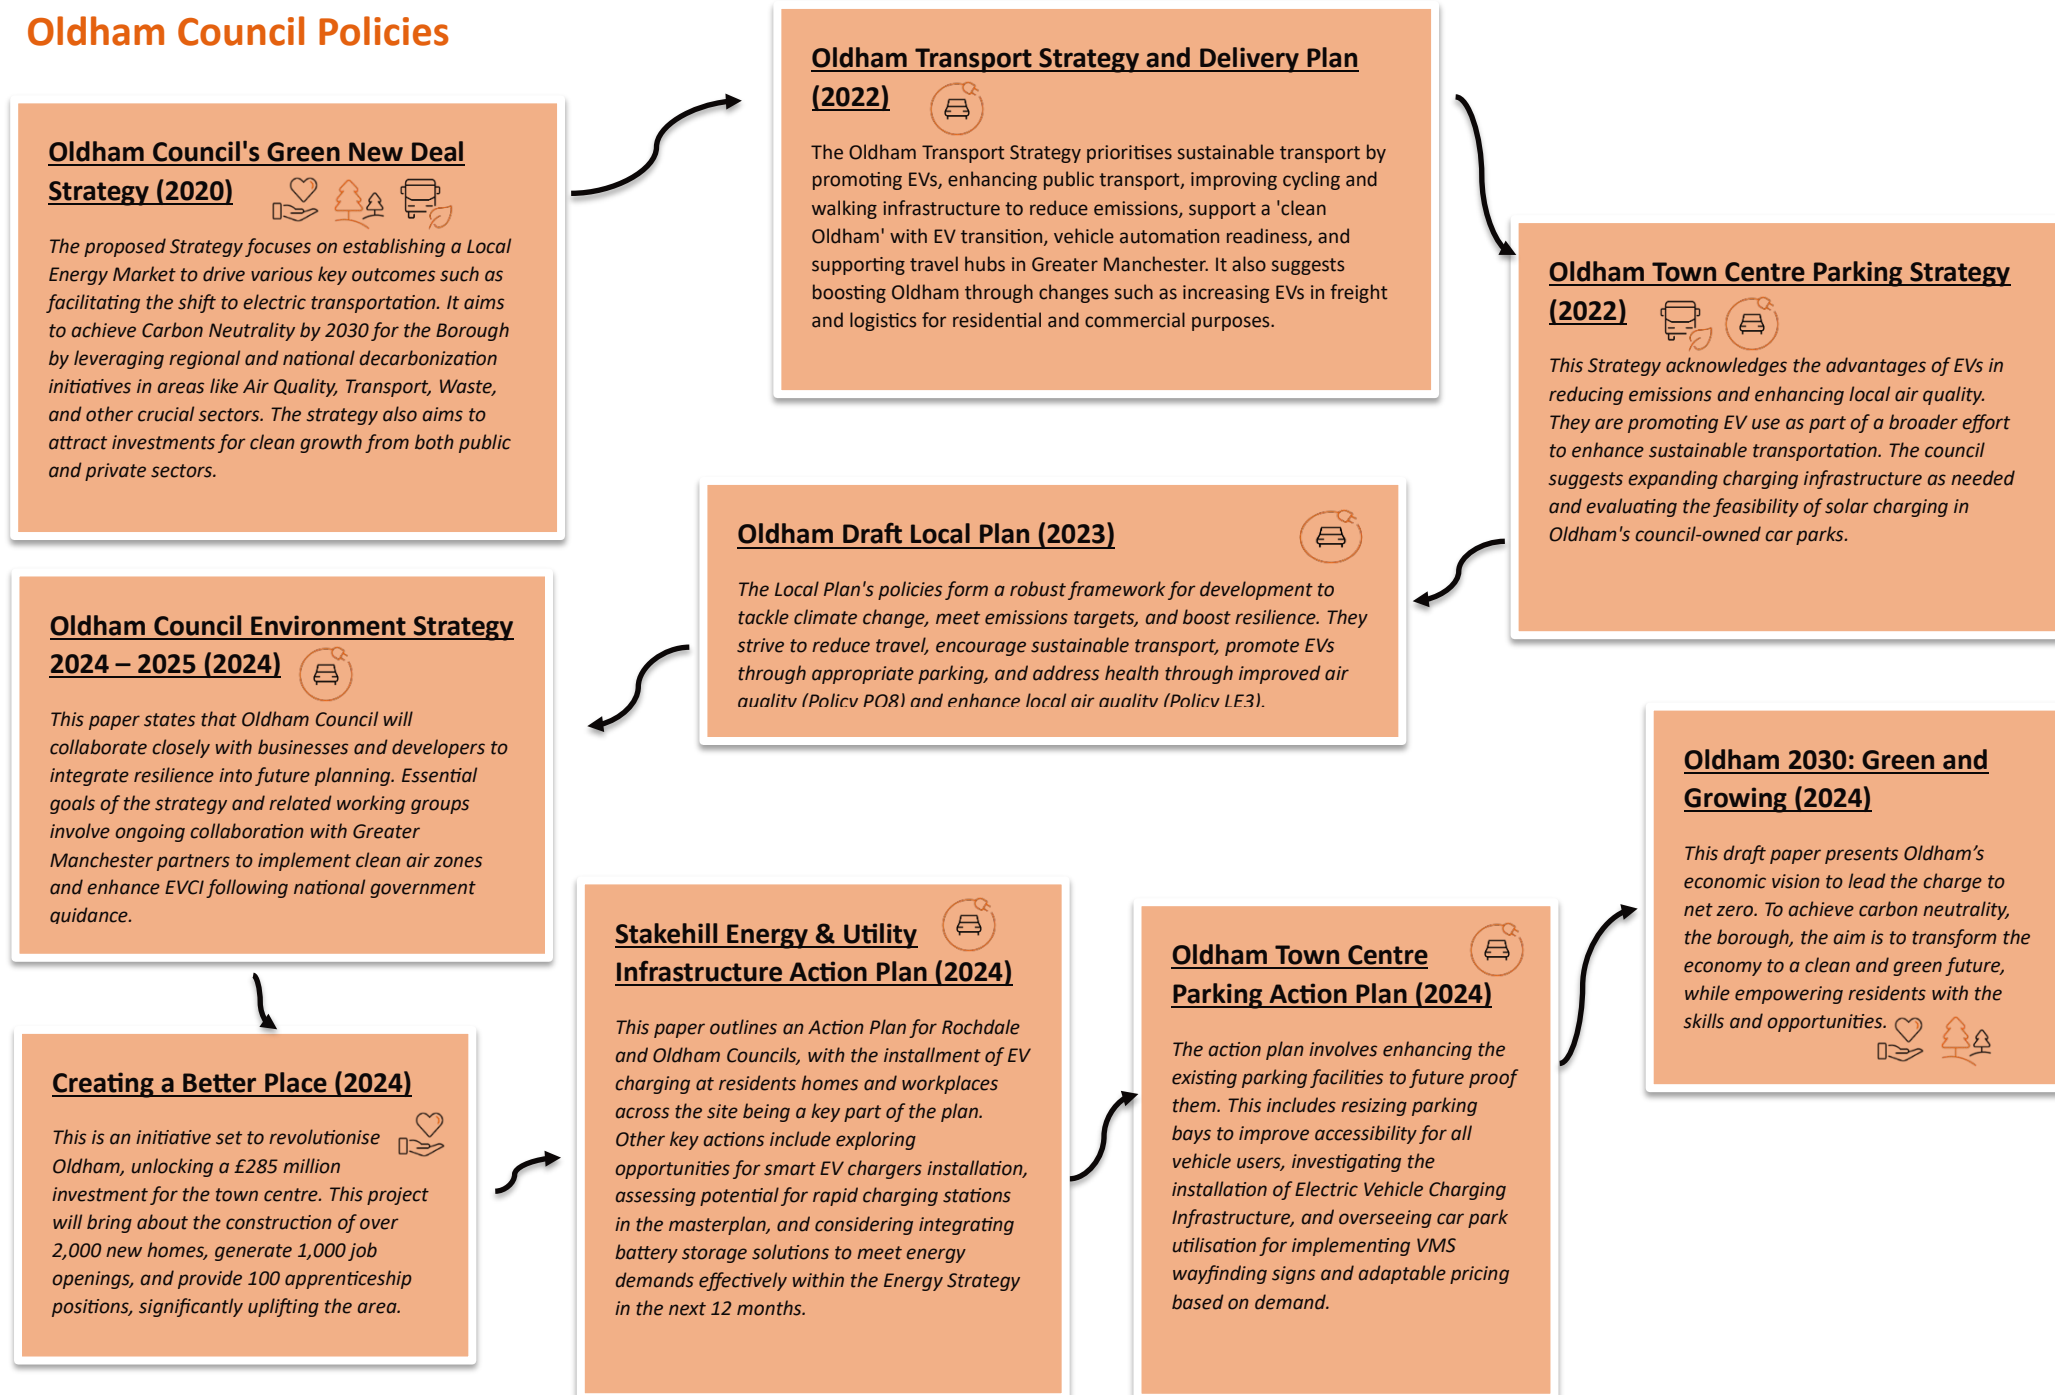 Oldham Council Policies
Oldham Council's Green New Deal
Strategy (2020)
The proposed Strategy focuses on establishing a Local
Energy Market to drive various key outcomes such as
facilitating the shift to electric transportation. It aims
to achieve Carbon Neutrality by 2030 for the Borough
by leveraging regional and national decarbonization
initiatives in areas like Air Quality, Transport, Waste,
and other crucial sectors. The strategy also aims to
attract investments for clean growth from both public
and private sectors.
Oldham Transport Strategy and Delivery Plan
(2022)
The Oldham Transport Strategy prioritises sustainable transport by
promoting EVs, enhancing public transport, improving cycling and
walking infrastructure to reduce emissions, support a 'clean
Oldham' with EV transition, vehicle automation readiness, and
supporting travel hubs in Greater Manchester. It also suggests
boosting Oldham through changes such as increasing EVs in freight
and logistics for residential and commercial purposes.
Oldham Town Centre Parking Strategy
(2022)
This Strategy acknowledges the advantages of EVs in
reducing emissions and enhancing local air quality.
They are promoting EV use as part of a broader effort
to enhance sustainable transportation. The council
suggests expanding charging infrastructure as needed
and evaluating the feasibility of solar charging in
Oldham's council-owned car parks.
Oldham Draft Local Plan (2023)
The Local Plan's policies form a robust framework for development to
tackle climate change, meet emissions targets, and boost resilience. They
strive to reduce travel, encourage sustainable transport, promote EVs
through appropriate parking, and address health through improved air
quality (Policy PO8) and enhance local air quality (Policy LE3).
Oldham Council Environment Strategy
2024 – 2025 (2024)
This paper states that Oldham Council will
collaborate closely with businesses and developers to
integrate resilience into future planning. Essential
goals of the strategy and related working groups
involve ongoing collaboration with Greater
Manchester partners to implement clean air zones
and enhance EVCI following national government
guidance.
Creating a Better Place (2024)
This is an initiative set to revolutionise
Oldham, unlocking a £285 million
investment for the town centre. This project
will bring about the construction of over
2,000 new homes, generate 1,000 job
openings, and provide 100 apprenticeship
positions, significantly uplifting the area.
Stakehill Energy & Utility
Infrastructure Action Plan (2024)
This paper outlines an Action Plan for Rochdale
and Oldham Councils, with the installment of EV
charging at residents homes and workplaces
across the site being a key part of the plan.
Other key actions include exploring
opportunities for smart EV chargers installation,
assessing potential for rapid charging stations
in the masterplan, and considering integrating
battery storage solutions to meet energy
demands effectively within the Energy Strategy
in the next 12 months.
Oldham Town Centre
Parking Action Plan (2024)
The action plan involves enhancing the
existing parking facilities to future proof
them. This includes resizing parking
bays to improve accessibility for all
vehicle users, investigating the
installation of Electric Vehicle Charging
Infrastructure, and overseeing car park
utilisation for implementing VMS
wayfinding signs and adaptable pricing
based on demand.
Oldham 2030: Green and
Growing (2024)
This draft paper presents Oldham’s
economic vision to lead the charge to
net zero. To achieve carbon neutrality,
the borough, the aim is to transform the
economy to a clean and green future,
while empowering residents with the
skills and opportunities.